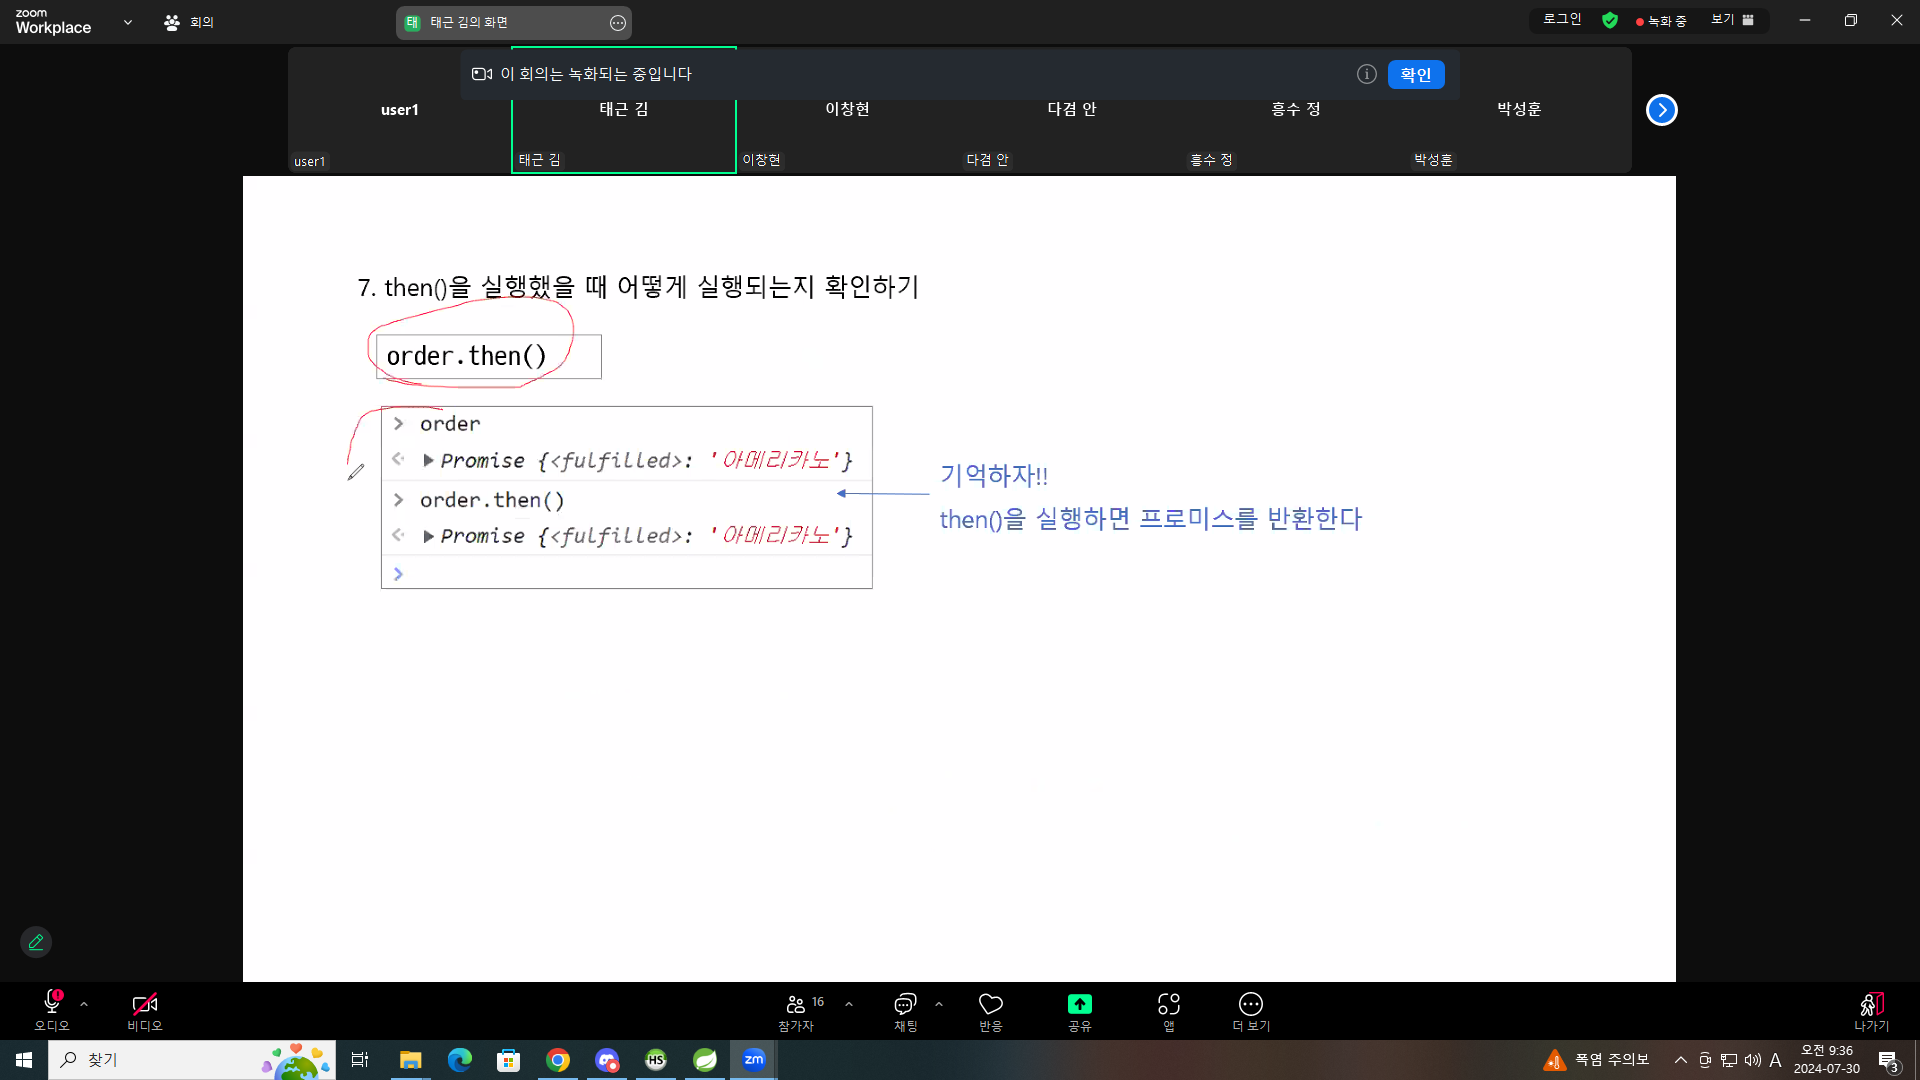 zoom
Workplace
회의
태 태근 김의 화면
로그인
녹화 중
보기
이 회의는 녹화되는 중입니다
확인
user1
태근 김
이창현
다겸 안
흥수 정
박성훈
user1
태근 김
이창현
다겸 안
흥수 정
박성훈
7. then()을 실행했을 때 어떻게 실행되는지 확인하기
order.then()
> order
Promise {<fulfilled>: '아메리카노'}
> order.then()
Promise {<fulfilled>: '아메리카노'}
>
기억하자!!
then()을 실행하면 프로미스를 반환한다
오디오
비디오
16
참가자
채팅
반응
공유
앱
더 보기
나가기
찾기
HS
zm
폭염 주의보
A
오전 9:36
2024-07-30
3